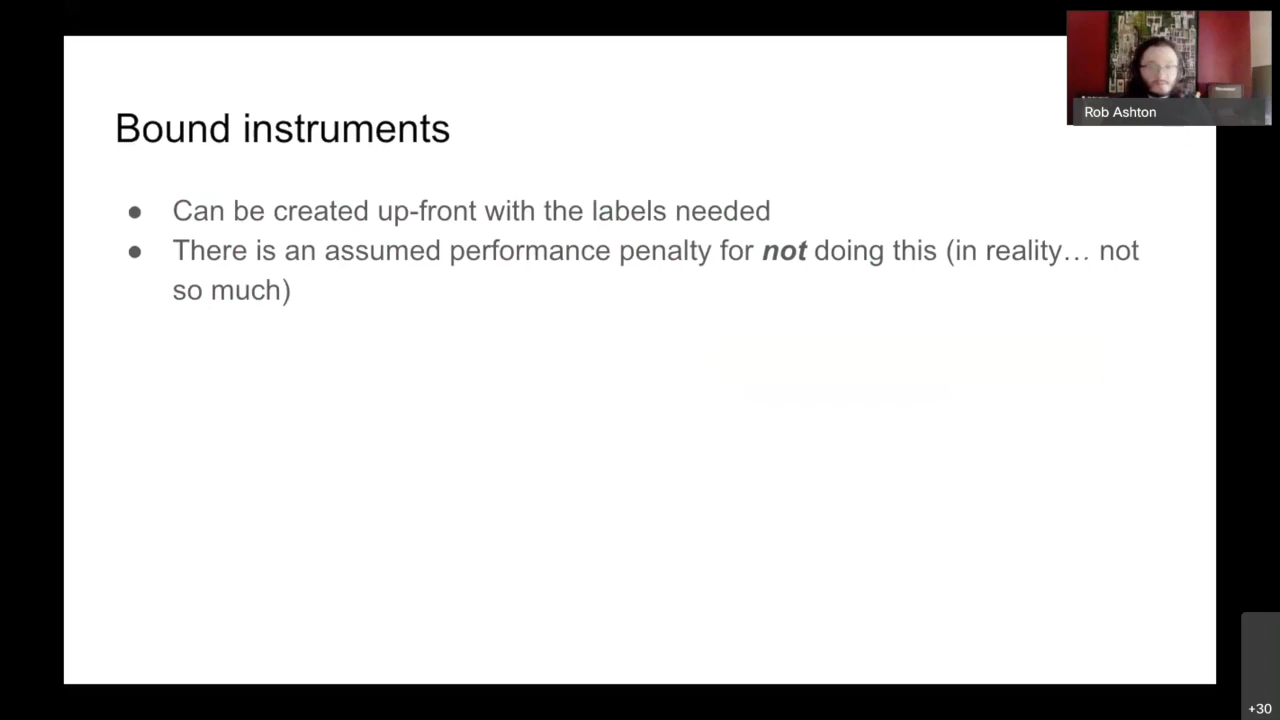 Bound instruments
● Can be created up-front with the labels needed
● There is an assumed performance penalty for not doing this (in reality… not
so much)
Rob Ashton
+30